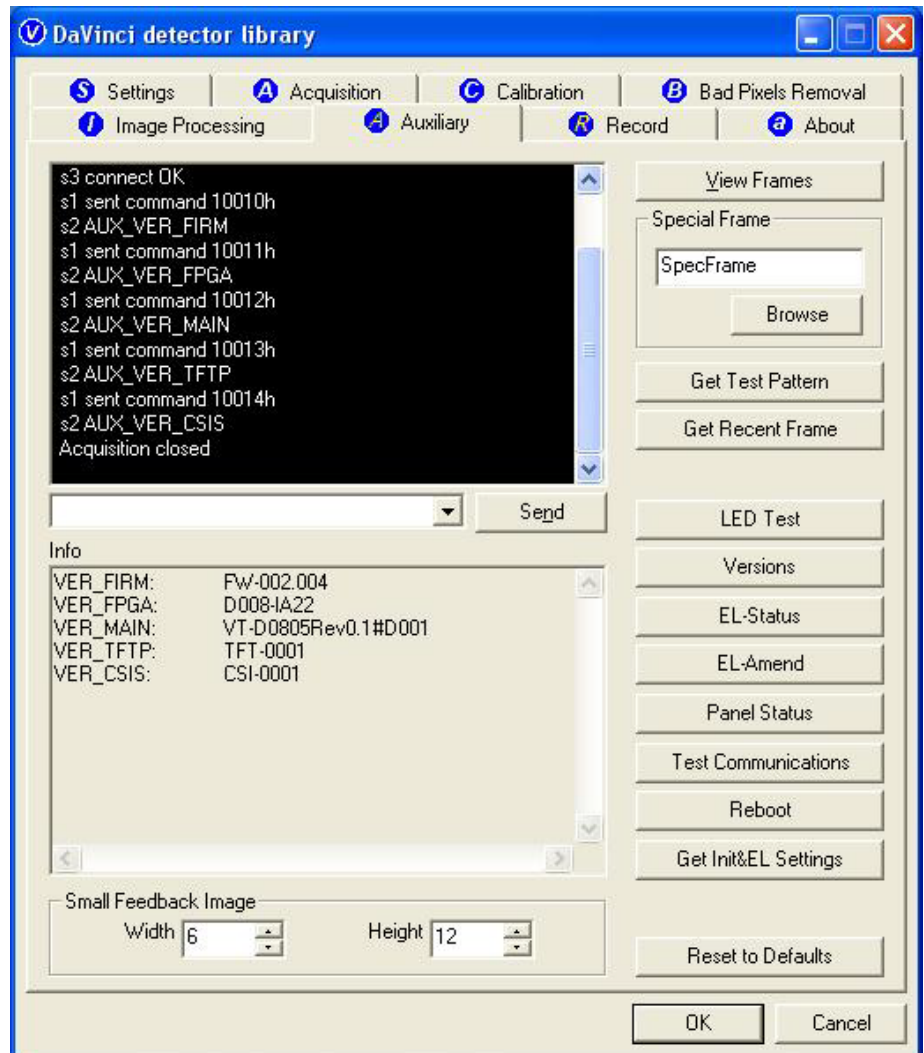 DaVinci detector library
Settings
Acquisition
Calibration
Bad Pixels Removal
Image Processing
Auxiliary
Record
About
s3 connect OK
s1 sent command 10010h
s2 AUX_VER_FIRM
s1 sent command 10011h
s2 AUX_VER_FPGA
s1 sent command 10012h
s2 AUX_VER_MAIN
s1 sent command 10013h
s2 AUX_VER_TFTP
s1 sent command 10014h
s2 AUX_VER_CSIS
Acquisition closed
Send
Info
VER_FIRM: FW-002.004
VER_FPGA: D008-IA22
VER_MAIN: VT-D0805Rev0.1#D001
VER_TFTP: TFT-0001
VER_CSIS: CSI-0001
Small Feedback Image
Width 6 Height 12
View Frames
Special Frame
SpecFrame
Browse
Get Test Pattern
Get Recent Frame
LED Test
Versions
EL-Status
EL-Amend
Panel Status
Test Communications
Reboot
Get Init&EL Settings
Reset to Defaults
OK
Cancel